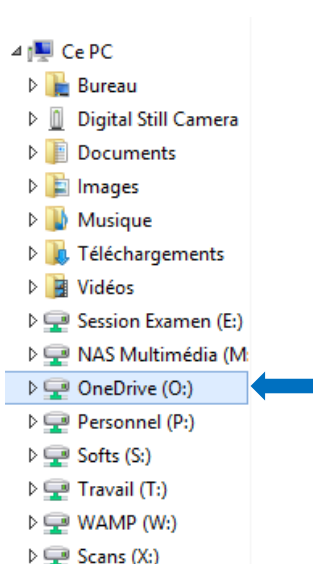 Ce PC
Bureau
Digital Still Camera
Documents
Images
Musique
Téléchargements
Vidéos
Session Examen (E:)
NAS Multimédia (M:
OneDrive (O:)
Personnel (P:)
Softs (S:)
Travail (T:)
WAMP (W:)
Scans (X:)